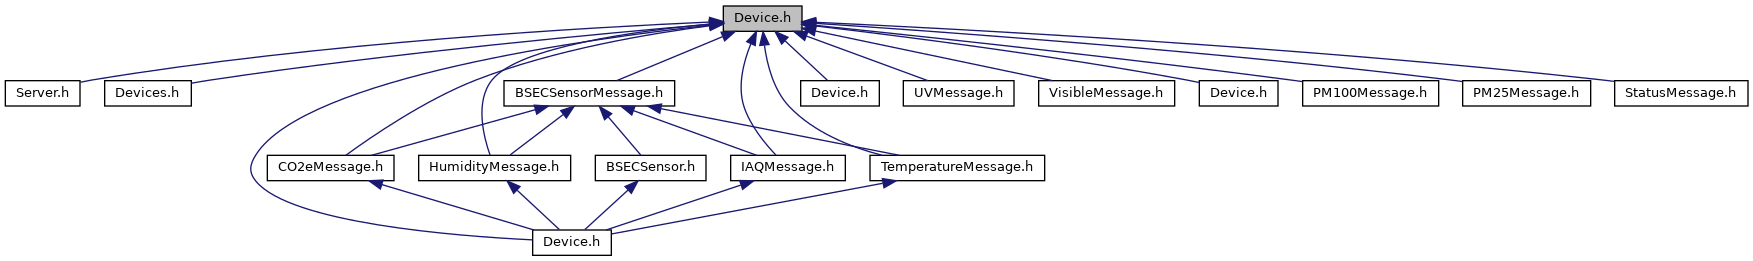 Device.h
Server.h
Devices.h
BSECSensorMessage.h
Device.h
UVMessage.h
VisibleMessage.h
Device.h
PM100Message.h
PM25Message.h
StatusMessage.h
CO2eMessage.h
HumidityMessage.h
BSECSensor.h
IAQMessage.h
TemperatureMessage.h
Device.h